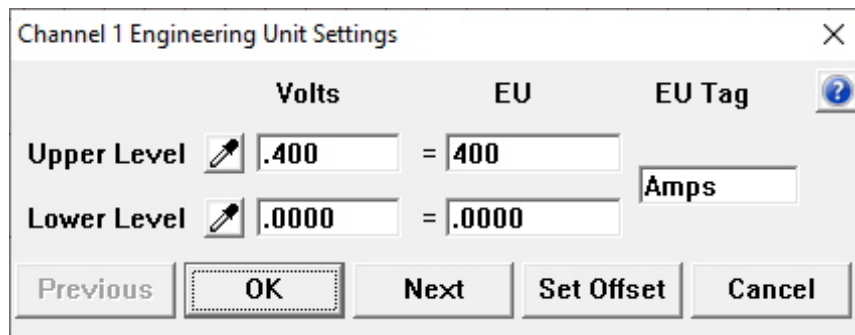 Channel 1 Engineering Unit Settings
Volts EU EU Tag ?
Upper Level .400 = 400
Amps
Lower Level .0000 = .0000
Previous OK Next Set Offset Cancel